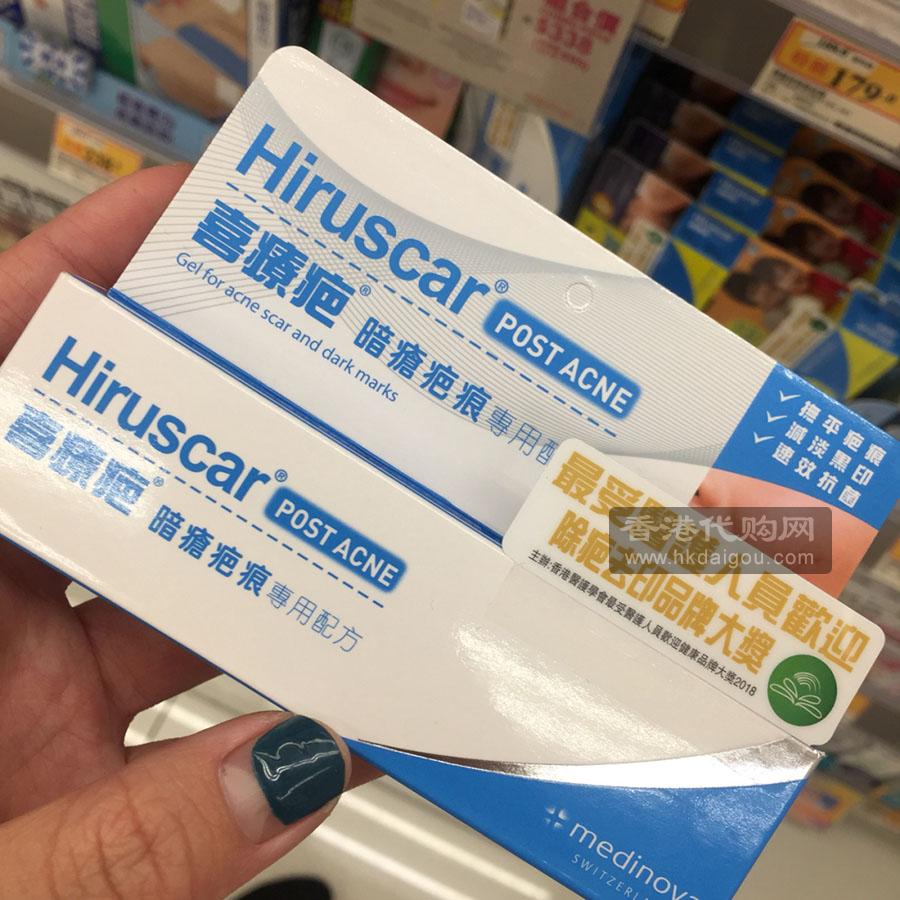 Hiruscar®
POST ACNE
喜療疤®
暗瘡疤痕專用配
Gel for acne scar and dark marks
撫平疤痕
減淡黑印
速效抗菌
Hiruscar®
POST ACNE
喜療疤®
暗瘡疤痕專用配方
最受
人員歡迎
除疤
印品牌大獎
主辦:香港醫護學會最受醫護人員歡迎健康品牌大獎2018
香港代购网
www.hkdaigou.com
medinova
SWITZERL
$338
179